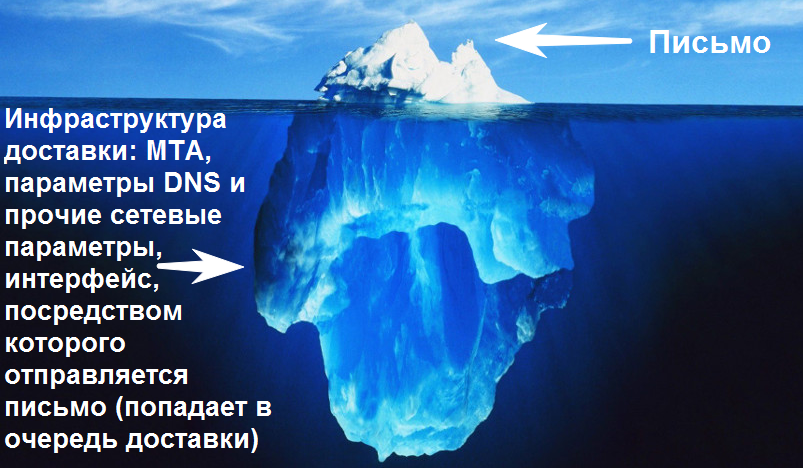 Письмо
Инфраструктура
доставки: MTA,
параметры DNS и
прочие сетевые
параметры,
интерфейс,
посредством
которого
отправляется
письмо (попадает в
очередь доставки)